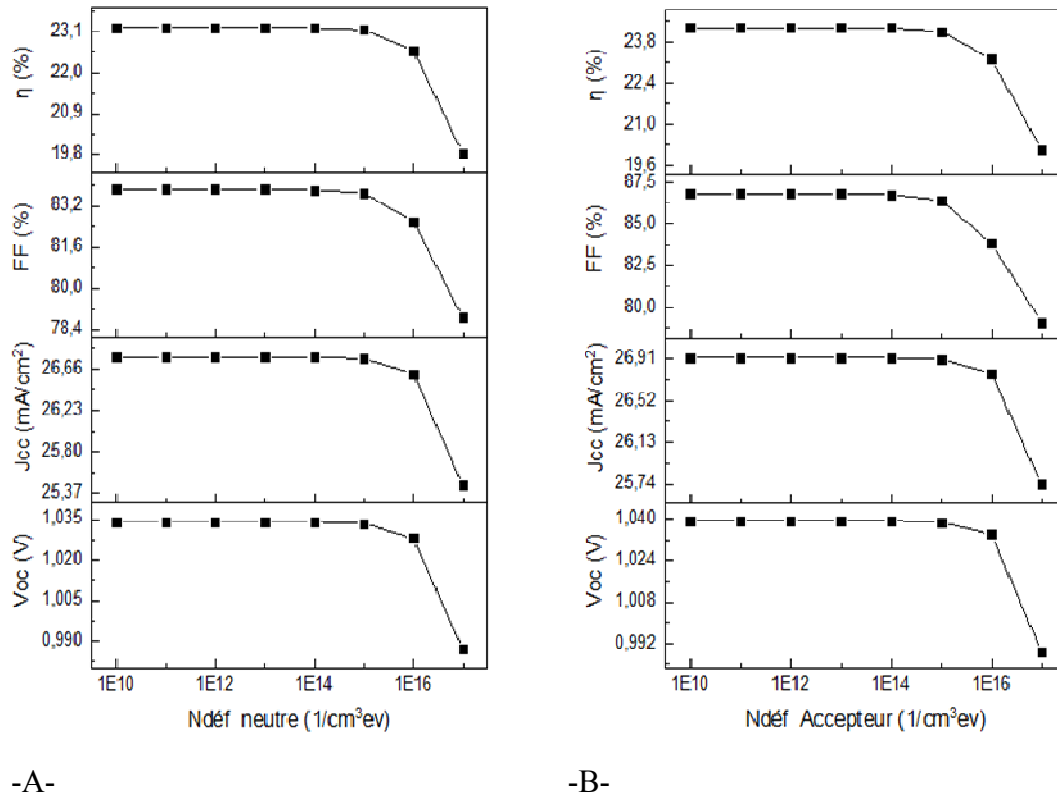 η (%)
23,1
22,0
20,9
19,8
FF (%)
83,2
81,6
80,0
78,4
Jcc (mA/cm²)
26,66
26,23
25,80
25,37
Voc (V)
1,035
1,020
1,005
0,990
1E10 1E12 1E14 1E16
Ndéf neutre (1/cm³ev)
-A-
η (%)
23,8
22,4
21,0
19,6
FF (%)
87,5
85,0
82,5
80,0
Jcc (mA/cm²)
26,91
26,52
26,13
25,74
Voc (V)
1,040
1,024
1,008
0,992
1E10 1E12 1E14 1E16
Ndéf Accepteur (1/cm³ev)
-B-